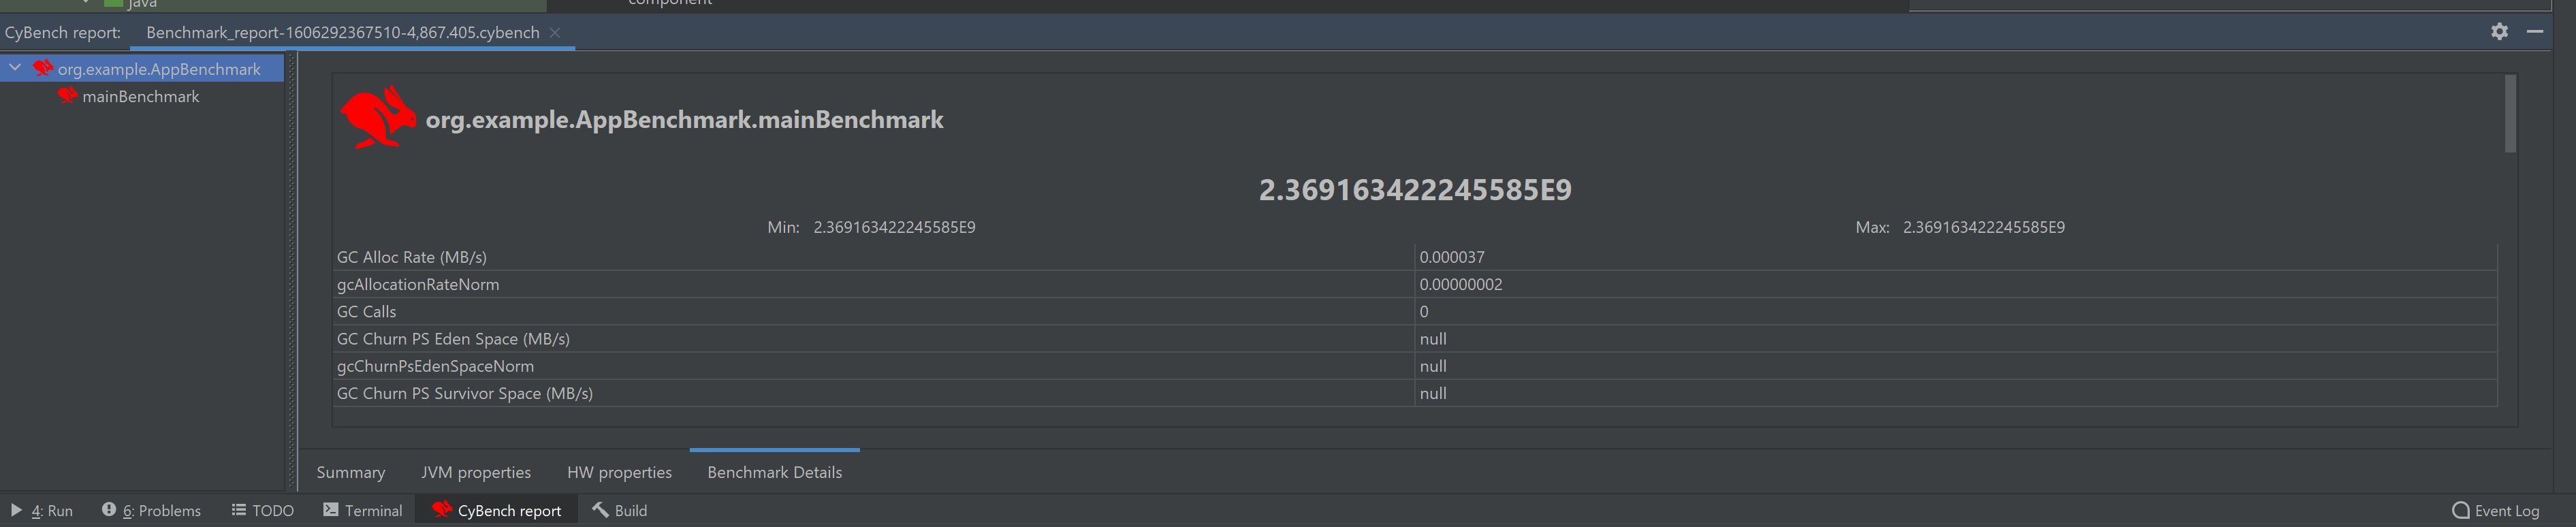 java
component
CyBench report: Benchmark_report-1606292367510-4,867.405.cybench
org.example.AppBenchmark
mainBenchmark
org.example.AppBenchmark.mainBenchmark
2.369163422245585E9
Min: 2.369163422245585E9 Max: 2.369163422245585E9
GC Alloc Rate (MB/s) 0.000037
gcAllocationRateNorm 0.00000002
GC Calls 0
GC Churn PS Eden Space (MB/s) null
gcChurnPsEdenSpaceNorm null
GC Churn PS Survivor Space (MB/s) null
Summary JVM properties HW properties Benchmark Details
4: Run 6: Problems TODO Terminal CyBench report Build Event Log